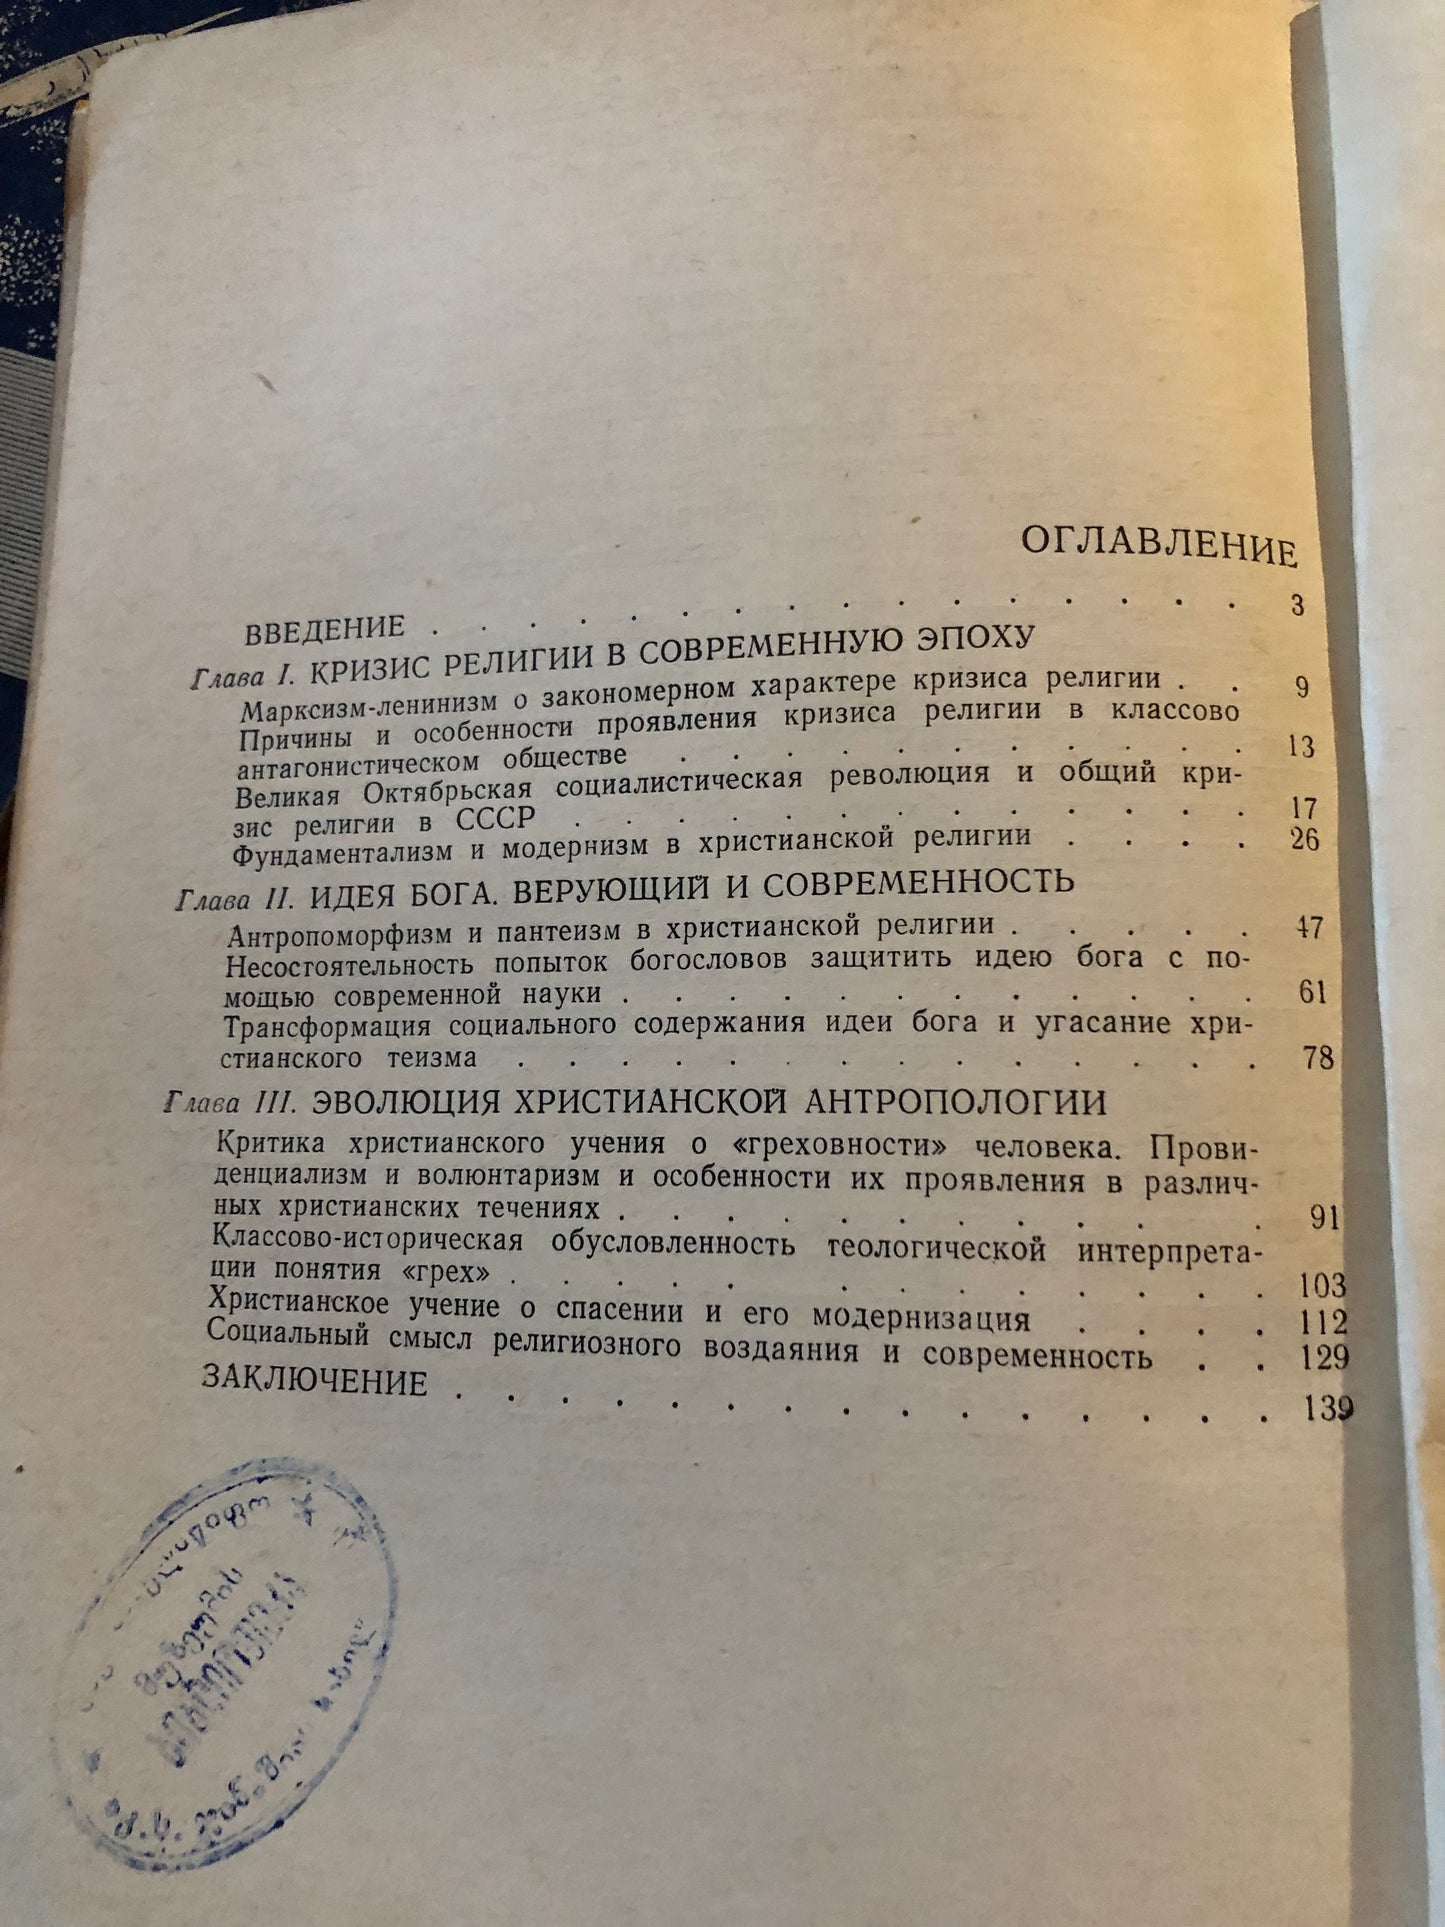 ОГЛАВЛЕНИЕ
ВВЕДЕНИЕ . . . . . . . . . . . . . . . . 3
Глава I. КРИЗИС РЕЛИГИИ В СОВРЕМЕННУЮ ЭПОХУ
Марксизм-ленинизм о закономерном характере кризиса религии . . 9
Причины и особенности проявления кризиса религии в классово
антагонистическом обществе . . . . . . . . . . . 13
Великая Октябрьская социалистическая революция и общий кри-
зис религии в СССР . . . . . . . . . . . . . 17
Фундаментализм и модернизм в христианской религии . . . . 26
Глава II. ИДЕЯ БОГА. ВЕРУЮЩИЙ И СОВРЕМЕННОСТЬ
Антропоморфизм и пантеизм в христианской религии . . . . . 47
Несостоятельность попыток богословов защитить идею бога с по-
мощью современной науки . . . . . . . . . . . . 61
Трансформация социального содержания идеи бога и угасание хри-
стианского теизма . . . . . . . . . . . . . . 78
Глава III. ЭВОЛЮЦИЯ ХРИСТИАНСКОЙ АНТРОПОЛОГИИ
Критика христианского учения о «греховности» человека. Прови-
денциализм и волюнтаризм и особенности их проявления в различ-
ных христианских течениях . . . . . . . . . . . 91
Классово-историческая обусловленность теологической интерпрета-
ции понятия «грех» . . . . . . . . . . . . . 103
Христианское учение о спасении и его модернизация . . . . 112
Социальный смысл религиозного воздаяния и современность . . 129
ЗАКЛЮЧЕНИЕ . . . . . . . . . . . . . . . 139